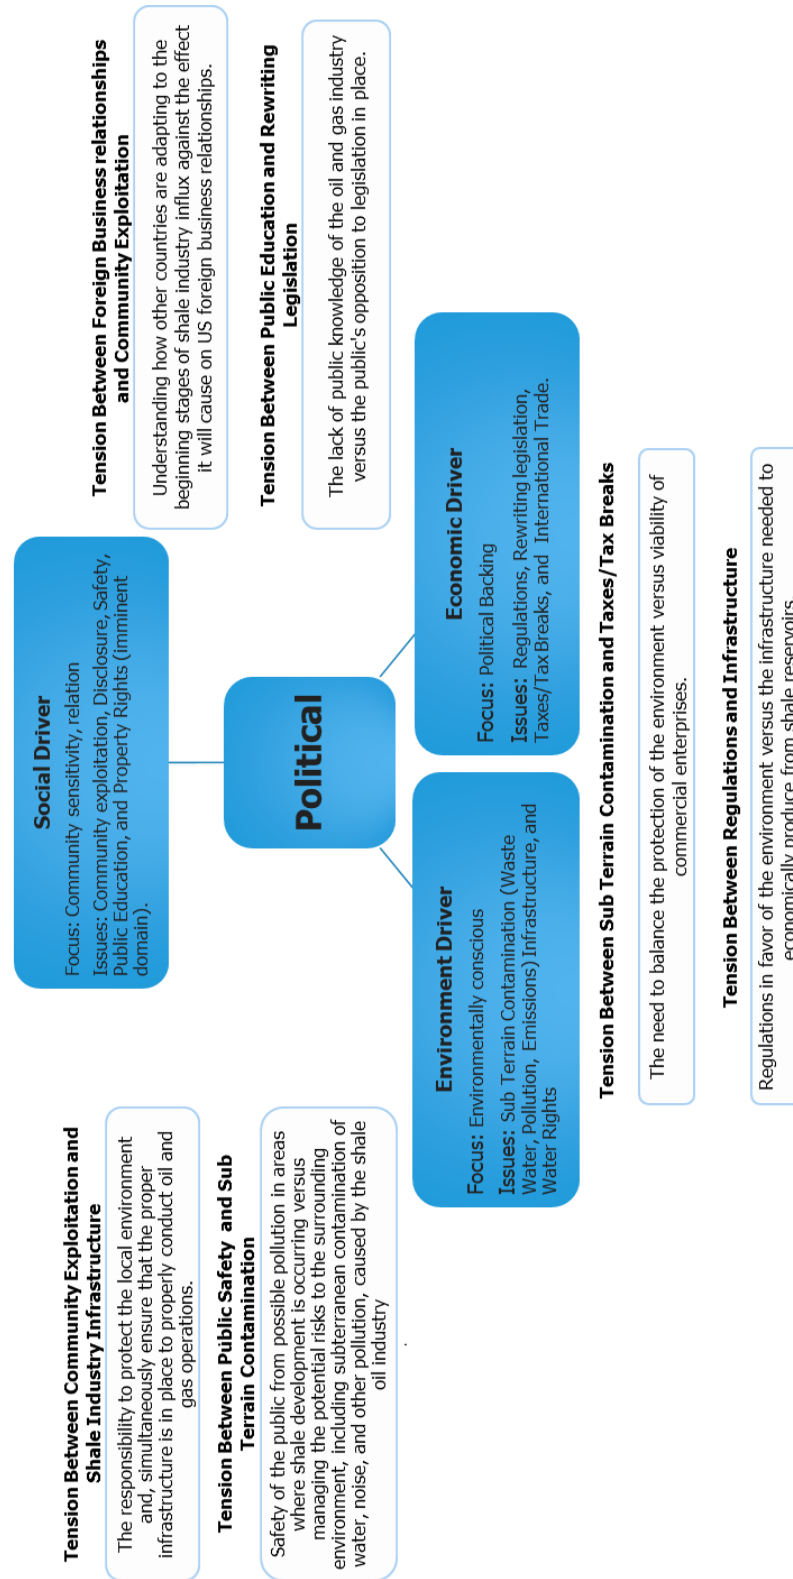 Tension Between Community Exploitation and
Shale Industry Infrastructure
The responsibility to protect the local environment
and, simultaneously ensure that the proper
infrastructure is in place to properly conduct oil and
gas operations.
Tension Between Public Safety and Sub
Terrain Contamination
Safety of the public from possible pollution in areas
where shale development is occurring versus
managing the potential risks to the surrounding
environment, including subterranean contamination of
water, noise, and other pollution, caused by the shale
oil industry
.
Social Driver
Focus: Community sensitivity, relation
Issues: Community exploitation, Disclosure, Safety,
Public Education, and Property Rights (imminent
domain).
Political
Tension Between Foreign Business relationships
and Community Exploitation
Understanding how other countries are adapting to the
beginning stages of shale industry influx against the effect
it will cause on US foreign business relationships.
Tension Between Public Education and Rewriting
Legislation
The lack of public knowledge of the oil and gas industry
versus the public's opposition to legislation in place.
Environment Driver
Focus: Environmentally conscious
Issues: Sub Terrain Contamination (Waste
Water, Pollution, Emissions) Infrastructure, and
Water Rights
Economic Driver
Focus: Political Backing
Issues: Regulations, Rewriting legislation,
Taxes/Tax Breaks, and International Trade.
Tension Between Sub Terrain Contamination and Taxes/Tax Breaks
The need to balance the protection of the environment versus viability of
commercial enterprises.
Tension Between Regulations and Infrastructure
Regulations in favor of the environment versus the infrastructure needed to
economically produce from shale reservoirs